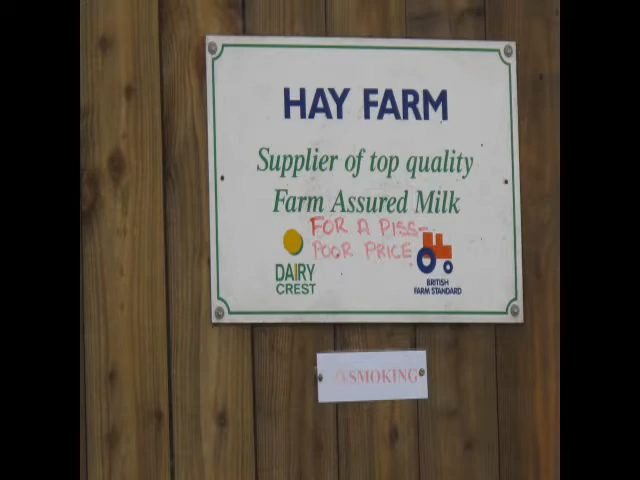 HAY FARM
Supplier of top quality
Farm Assured Milk
FOR A PISS-
POOR PRICE
DAIRY
CREST
BRITISH
FARM STANDARD
SMOKING